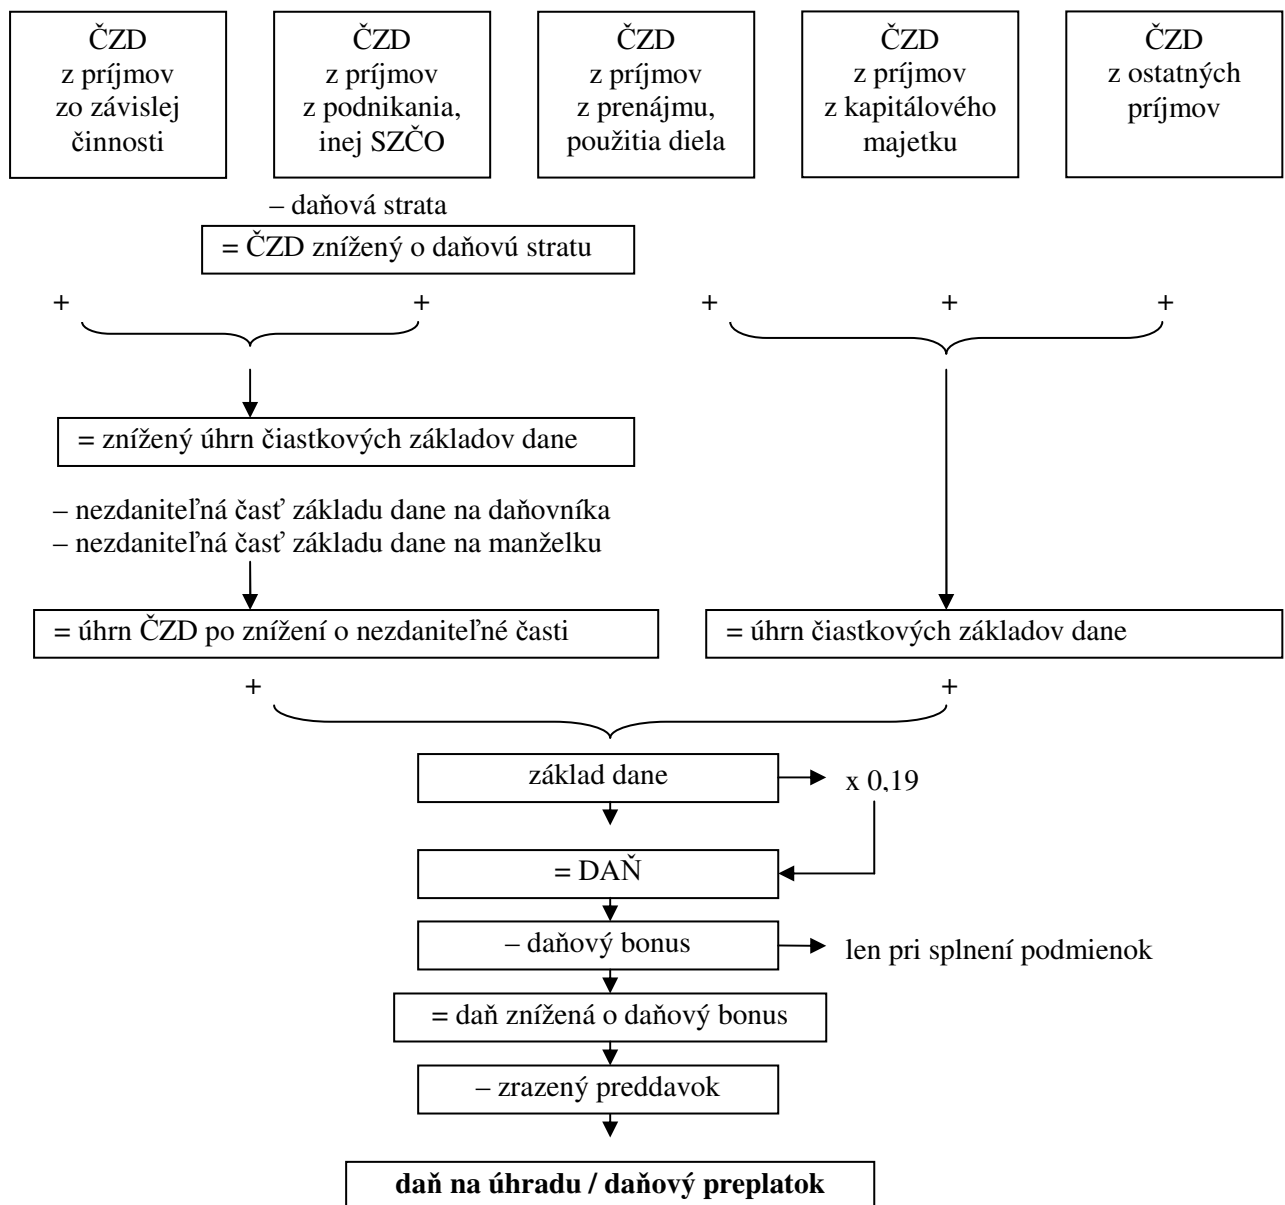 ČZD
z príjmov
zo závislej
činnosti
ČZD
z príjmov
z podnikania,
inej SZČO
ČZD
z príjmov
z prenájmu,
použitia diela
ČZD
z príjmov
z kapitálového
majetku
ČZD
z ostatných
príjmov
– daňová strata
= ČZD znížený o daňovú stratu
+ + + + +
= znížený úhrn čiastkových základov dane
– nezdaniteľná časť základu dane na daňovníka
– nezdaniteľná časť základu dane na manželku
= úhrn ČZD po znížení o nezdaniteľné časti
= úhrn čiastkových základov dane
+ +
základ dane
x 0,19
= DAŇ
– daňový bonus
len pri splnení podmienok
= daň znížená o daňový bonus
– zrazený preddavok
daň na úhradu / daňový preplatok